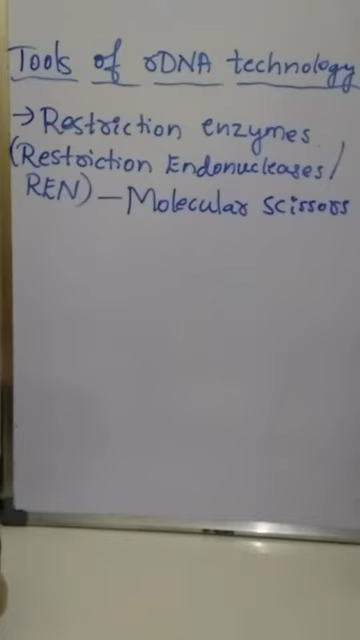 Tools of rDNA technology
→ Restriction enzymes
(Restriction Endonucleases/
REN) — Molecular scissors